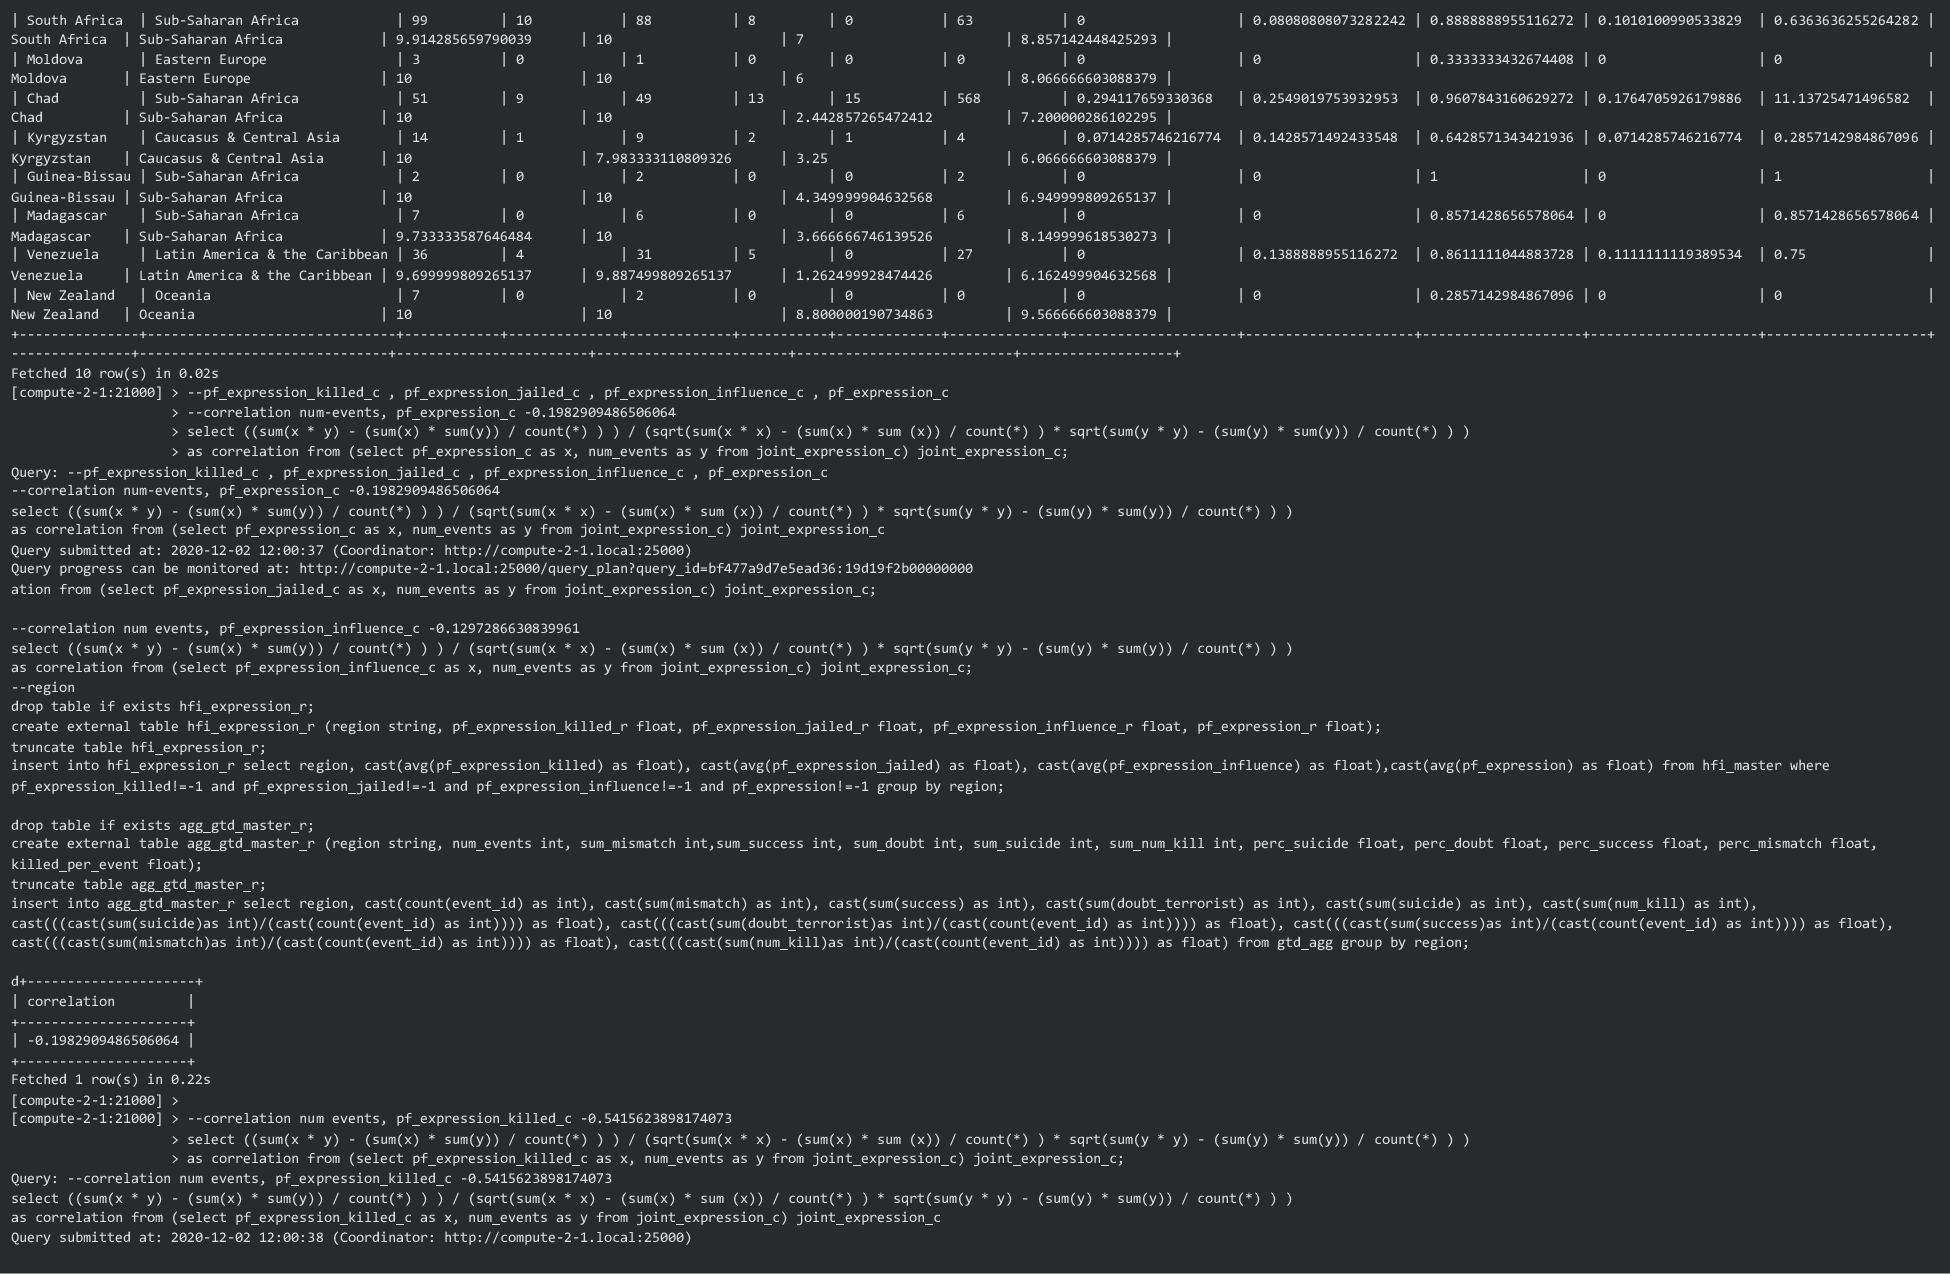 | South Africa  | Sub-Saharan Africa            | 99         | 10          | 88          | 8         | 0           | 63            | 0                   | 0.08080808073282242 | 0.8888888955116272 | 0.1010100990533829  | 0.6363636255264282 |
South Africa  | Sub-Saharan Africa            | 9.914285659790039      | 10                     | 7                         | 8.857142448425293 |
| Moldova       | Eastern Europe                | 3          | 0           | 1           | 0         | 0           | 0             | 0                   | 0                   | 0.3333333432674408 | 0                   | 0                  |
Moldova       | Eastern Europe                | 10                     | 10                     | 6                         | 8.066666603088379 |
| Chad          | Sub-Saharan Africa            | 51         | 9           | 49          | 13        | 15          | 568           | 0.294117659330368   | 0.2549019753932953  | 0.9607843160629272 | 0.1764705926179886  | 11.13725471496582  |
Chad          | Sub-Saharan Africa            | 10                     | 10                     | 2.442857265472412         | 7.200000286102295 |
| Kyrgyzstan    | Caucasus & Central Asia       | 14         | 1           | 9           | 2         | 1           | 4             | 0.0714285746216774  | 0.1428571492433548  | 0.6428571343421936 | 0.0714285746216774  | 0.2857142984867096 |
Kyrgyzstan    | Caucasus & Central Asia       | 10                     | 7.983333110809326      | 3.25                      | 6.066666603088379 |
| Guinea-Bissau | Sub-Saharan Africa            | 2          | 0           | 2           | 0         | 0           | 2             | 0                   | 0                   | 1                  | 0                   | 1                  |
Guinea-Bissau | Sub-Saharan Africa            | 10                     | 10                     | 4.349999904632568         | 6.949999809265137 |
| Madagascar    | Sub-Saharan Africa            | 7          | 0           | 6           | 0         | 0           | 6             | 0                   | 0                   | 0.8571428656578064 | 0                   | 0.8571428656578064 |
Madagascar    | Sub-Saharan Africa            | 9.733333587646484      | 10                     | 3.666666746139526         | 8.149999618530273 |
| Venezuela     | Latin America & the Caribbean | 36         | 4           | 31          | 5         | 0           | 27            | 0                   | 0.1388888955116272  | 0.8611111044883728 | 0.1111111119389534  | 0.75               |
Venezuela     | Latin America & the Caribbean | 9.699999809265137      | 9.887499809265137      | 1.262499928474426         | 6.162499904632568 |
| New Zealand   | Oceania                       | 7          | 0           | 2           | 0         | 0           | 0             | 0                   | 0                   | 0.2857142984867096 | 0                   | 0                  |
New Zealand   | Oceania                       | 10                     | 10                     | 8.800000190734863         | 9.566666603088379 |
+---------------+-------------------------------+------------+-------------+-------------+-----------+-------------+---------------+---------------------+---------------------+--------------------+---------------------+--------------------+
---------------+-------------------------------+------------------------+------------------------+---------------------------+-------------------+
Fetched 10 row(s) in 0.02s
[compute-2-1:21000] > --pf_expression_killed_c , pf_expression_jailed_c , pf_expression_influence_c , pf_expression_c
                    > --correlation num-events, pf_expression_c -0.1982909486506064
                    > select ((sum(x * y) - (sum(x) * sum(y)) / count(*) ) ) / (sqrt(sum(x * x) - (sum(x) * sum (x)) / count(*) ) * sqrt(sum(y * y) - (sum(y) * sum(y)) / count(*) ) )
                    > as correlation from (select pf_expression_c as x, num_events as y from joint_expression_c) joint_expression_c;
Query: --pf_expression_killed_c , pf_expression_jailed_c , pf_expression_influence_c , pf_expression_c
--correlation num-events, pf_expression_c -0.1982909486506064
select ((sum(x * y) - (sum(x) * sum(y)) / count(*) ) ) / (sqrt(sum(x * x) - (sum(x) * sum (x)) / count(*) ) * sqrt(sum(y * y) - (sum(y) * sum(y)) / count(*) ) )
as correlation from (select pf_expression_c as x, num_events as y from joint_expression_c) joint_expression_c
Query submitted at: 2020-12-02 12:00:37 (Coordinator: http://compute-2-1.local:25000)
Query progress can be monitored at: http://compute-2-1.local:25000/query_plan?query_id=bf477a9d7e5ead36:19d19f2b00000000
ation from (select pf_expression_jailed_c as x, num_events as y from joint_expression_c) joint_expression_c;

--correlation num events, pf_expression_influence_c -0.1297286630839961
select ((sum(x * y) - (sum(x) * sum(y)) / count(*) ) ) / (sqrt(sum(x * x) - (sum(x) * sum (x)) / count(*) ) * sqrt(sum(y * y) - (sum(y) * sum(y)) / count(*) ) )
as correlation from (select pf_expression_influence_c as x, num_events as y from joint_expression_c) joint_expression_c;
--region
drop table if exists hfi_expression_r;
create external table hfi_expression_r (region string, pf_expression_killed_r float, pf_expression_jailed_r float, pf_expression_influence_r float, pf_expression_r float);
truncate table hfi_expression_r;
insert into hfi_expression_r select region, cast(avg(pf_expression_killed) as float), cast(avg(pf_expression_jailed) as float), cast(avg(pf_expression_influence) as float),cast(avg(pf_expression) as float) from hfi_master where
pf_expression_killed!=-1 and pf_expression_jailed!=-1 and pf_expression_influence!=-1 and pf_expression!=-1 group by region;

drop table if exists agg_gtd_master_r;
create external table agg_gtd_master_r (region string, num_events int, sum_mismatch int,sum_success int, sum_doubt int, sum_suicide int, sum_num_kill int, perc_suicide float, perc_doubt float, perc_success float, perc_mismatch float,
killed_per_event float);
truncate table agg_gtd_master_r;
insert into agg_gtd_master_r select region, cast(count(event_id) as int), cast(sum(mismatch) as int), cast(sum(success) as int), cast(sum(doubt_terrorist) as int), cast(sum(suicide) as int), cast(sum(num_kill) as int),
cast(((cast(sum(suicide)as int)/(cast(count(event_id) as int)))) as float), cast(((cast(sum(doubt_terrorist)as int)/(cast(count(event_id) as int)))) as float), cast(((cast(sum(success)as int)/(cast(count(event_id) as int)))) as float),
cast(((cast(sum(mismatch)as int)/(cast(count(event_id) as int)))) as float), cast(((cast(sum(num_kill)as int)/(cast(count(event_id) as int)))) as float) from gtd_agg group by region;

d+---------------------+
| correlation         |
+---------------------+
| -0.1982909486506064 |
+---------------------+
Fetched 1 row(s) in 0.22s
[compute-2-1:21000] >
[compute-2-1:21000] > --correlation num events, pf_expression_killed_c -0.5415623898174073
                    > select ((sum(x * y) - (sum(x) * sum(y)) / count(*) ) ) / (sqrt(sum(x * x) - (sum(x) * sum (x)) / count(*) ) * sqrt(sum(y * y) - (sum(y) * sum(y)) / count(*) ) )
                    > as correlation from (select pf_expression_killed_c as x, num_events as y from joint_expression_c) joint_expression_c;
Query: --correlation num events, pf_expression_killed_c -0.5415623898174073
select ((sum(x * y) - (sum(x) * sum(y)) / count(*) ) ) / (sqrt(sum(x * x) - (sum(x) * sum (x)) / count(*) ) * sqrt(sum(y * y) - (sum(y) * sum(y)) / count(*) ) )
as correlation from (select pf_expression_killed_c as x, num_events as y from joint_expression_c) joint_expression_c
Query submitted at: 2020-12-02 12:00:38 (Coordinator: http://compute-2-1.local:25000)